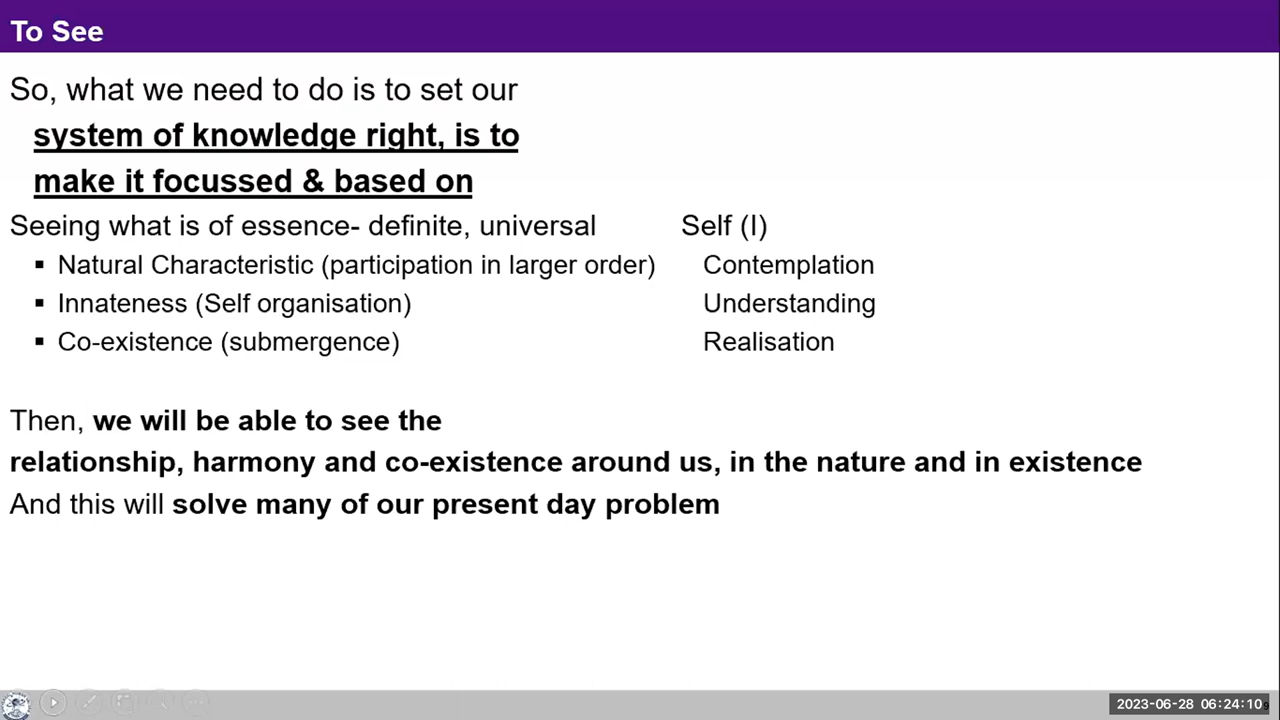 To See
So, what we need to do is to set our
system of knowledge right, is to
make it focussed & based on
Seeing what is of essence- definite, universal Self (I)
▪ Natural Characteristic (participation in larger order) Contemplation
▪ Innateness (Self organisation) Understanding
▪ Co-existence (submergence) Realisation
Then, we will be able to see the
relationship, harmony and co-existence around us, in the nature and in existence
And this will solve many of our present day problem
2023-06-28 06:24:10